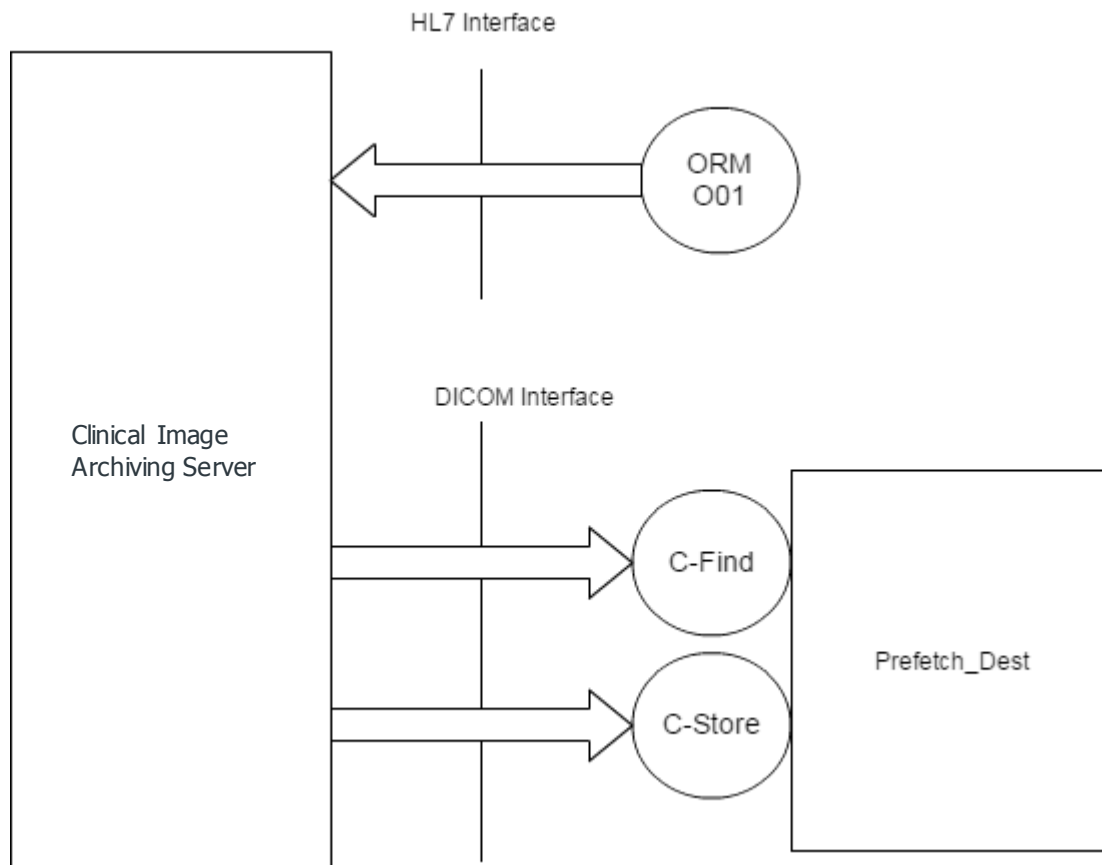 HL7 Interface
ORM
O01
DICOM Interface
Clinical Image
Archiving Server
C-Find
Prefetch_Dest
C-Store